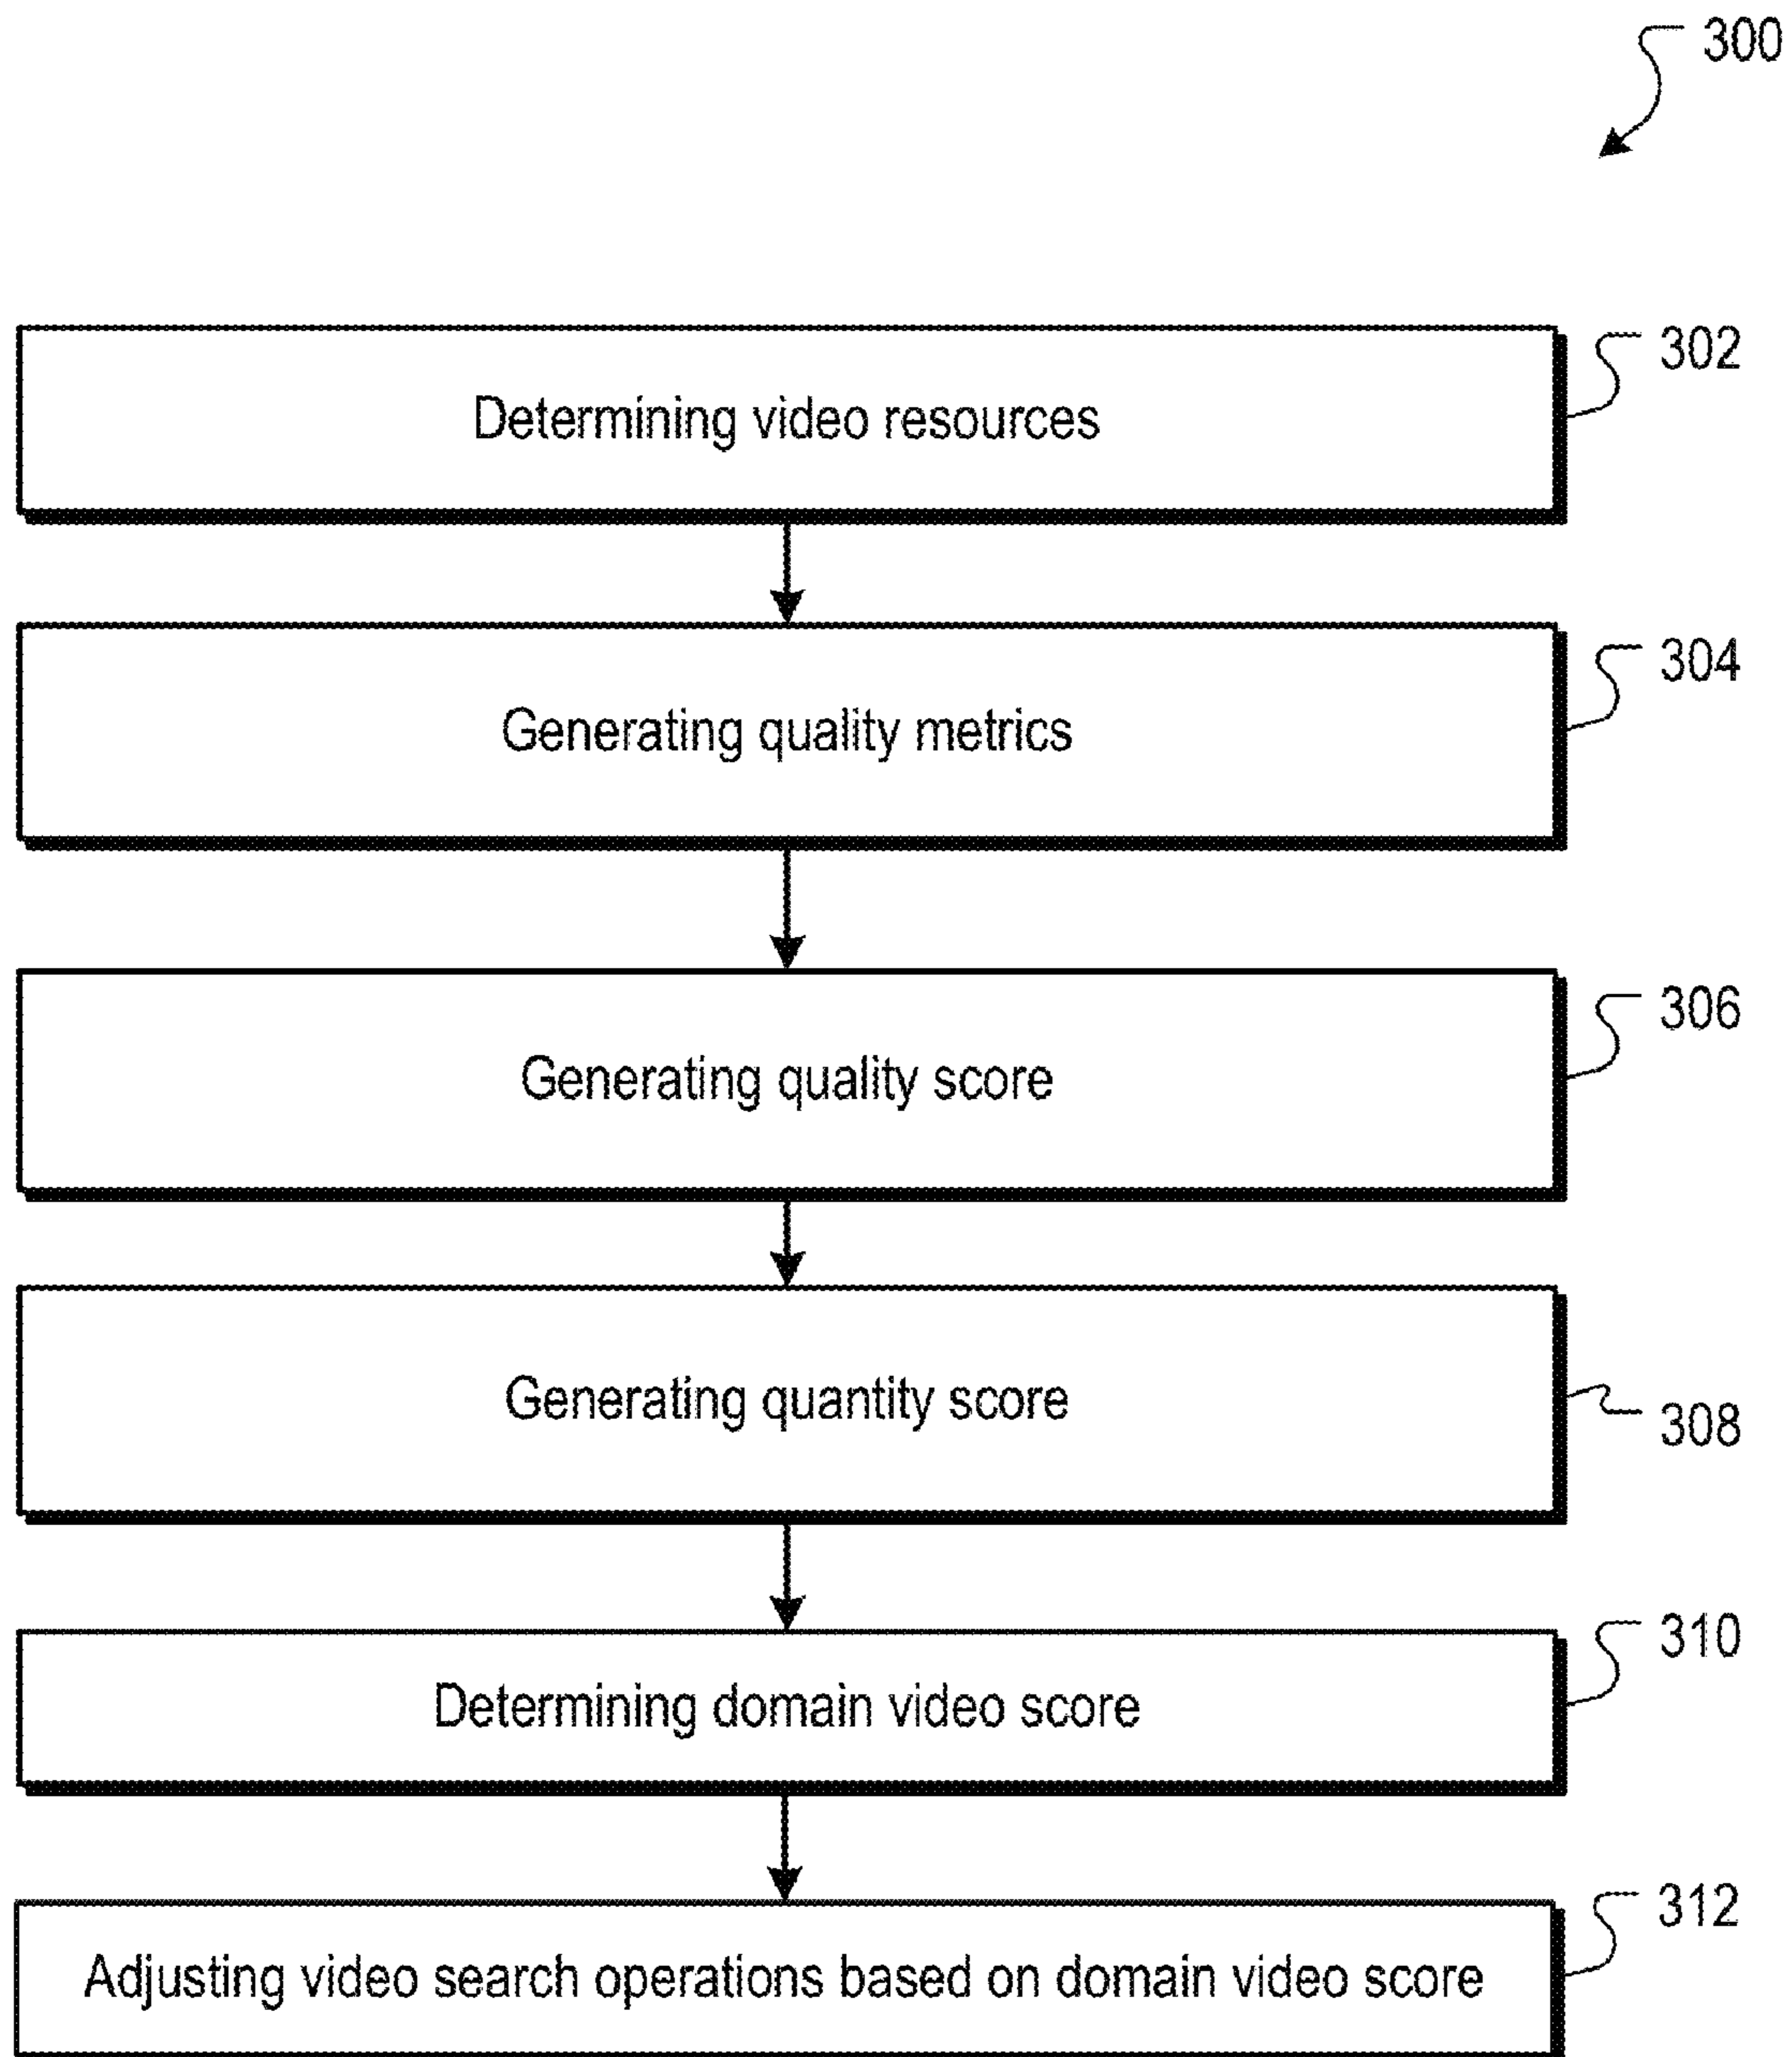 300
Determining video resources
302
Generating quality metrics
304
Generating quality score
306
Generating quantity score
308
Determining domain video score
310
Adjusting video search operations based on domain video score
312